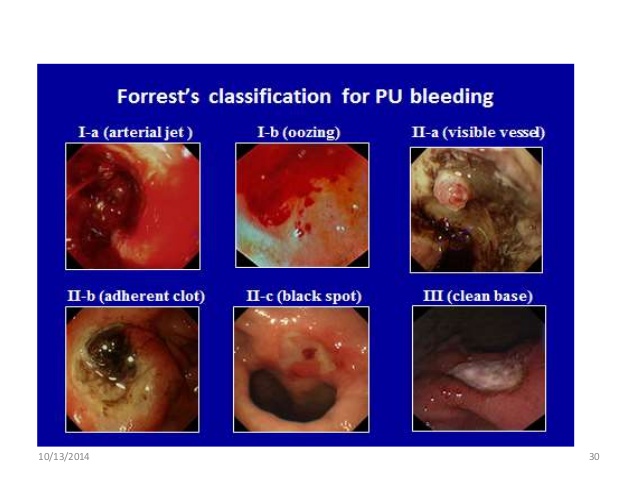 Forrest's classification for PU bleeding
I-a (arterial jet )
I-b (oozing)
II-a (visible vessel)
II-b (adherent clot)
II-c (black spot)
III (clean base)
10/13/2014
30